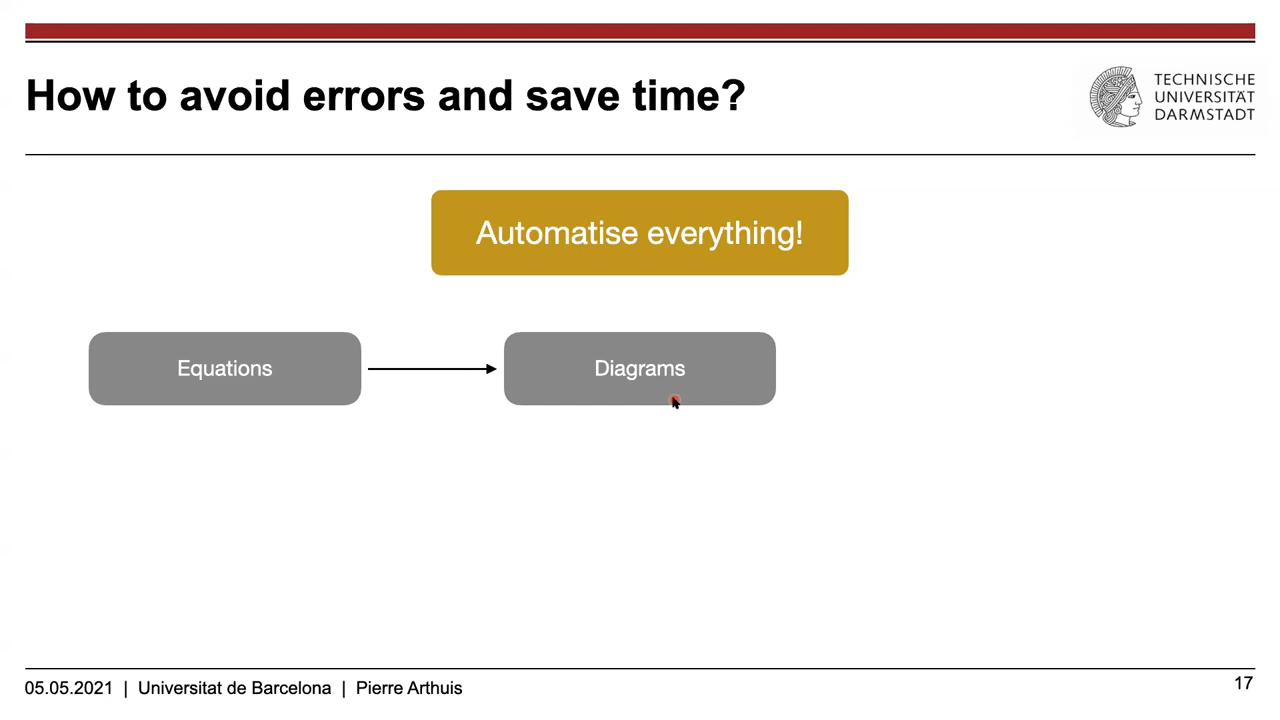 How to avoid errors and save time?
TECHNISCHE
UNIVERSITÄT
DARMSTADT
Automatise everything!
Equations
Diagrams
05.05.2021 | Universitat de Barcelona | Pierre Arthuis
17